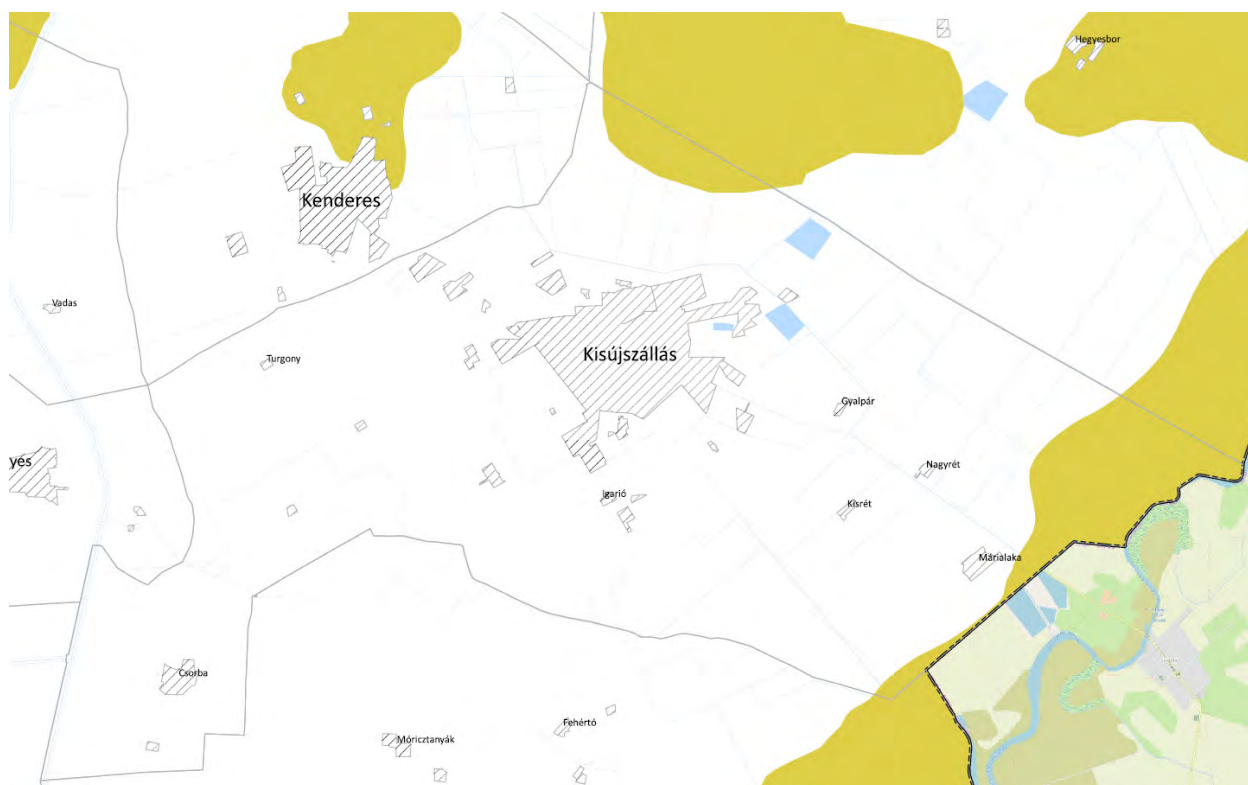 Hegyesbor
Kenderes
Vadas
Turgony
Kisújszállás
Gyalpár
yes
Nagyrét
Igarió
Kisrét
Márialaka
Csorba
Fehértó
Móricztanyák